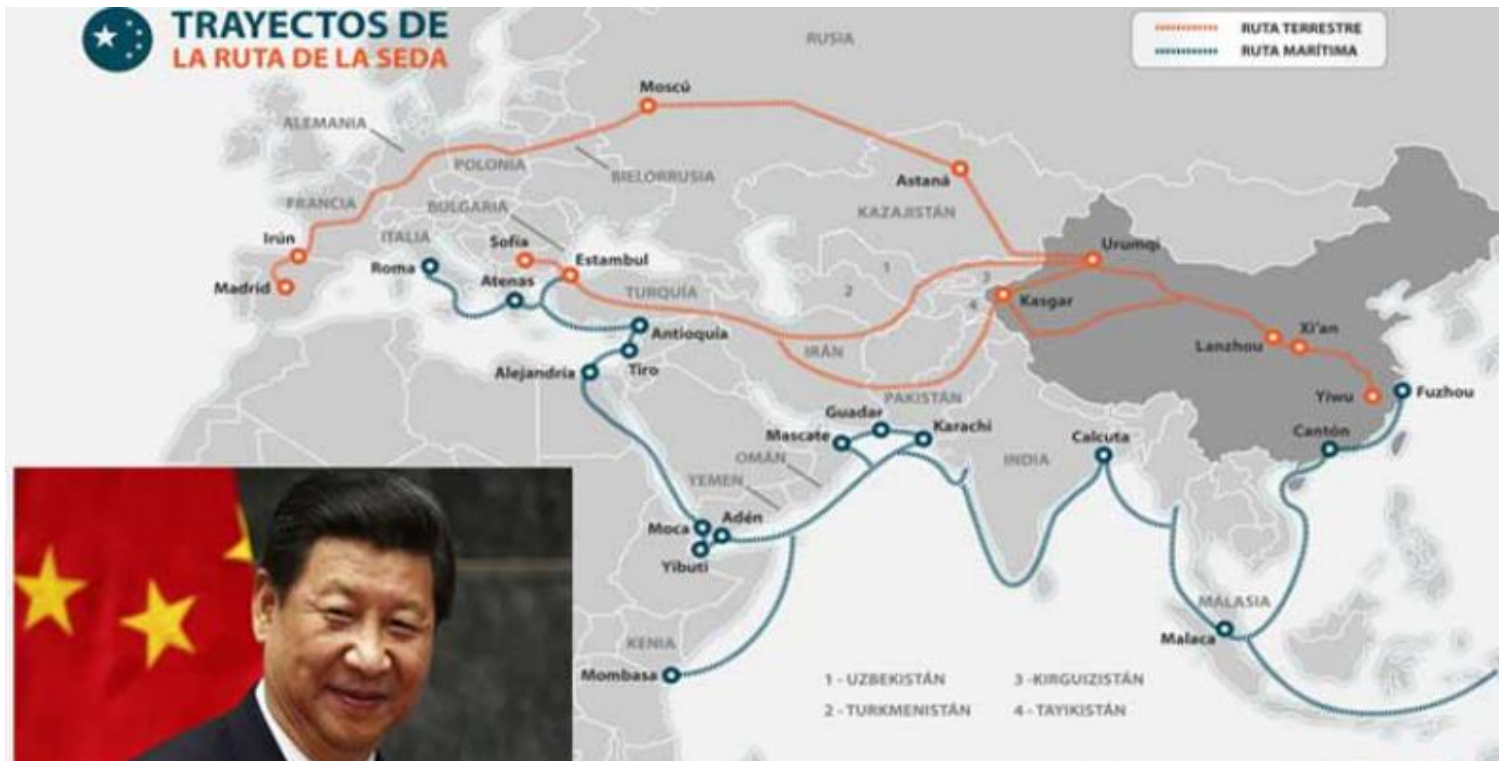 TRAYECTOS DE
LA RUTA DE LA SEDA
RUTA TERRESTRE
RUTA MARÍTIMA
RUSIA
Moscú
ALEMANIA
POLONIA
BIELORRUSIA
Astaná
KAZAJISTÁN
FRANCIA
BULGARIA
Irún
ITALIA
Sofía
Estambul
Urumqi
Roma
Atenas
1
3
Madrid
TURQUÍA
2
4
Kasgar
Antioquía
IRÁN
Xi'an
Lanzhou
Alejandría
Tiro
PAKISTÁN
Yiwu
Fuzhou
Guadar
Mascate
Karachi
Calcuta
Cantón
OMÁN
INDIA
YEMEN
Moca
Adén
Yibuti
MALASIA
Malaca
KENIA
Mombasa
1 - UZBEKISTÁN
3 - KIRGUIZISTÁN
2 - TURKMENISTÁN
4 - TAYIKISTÁN